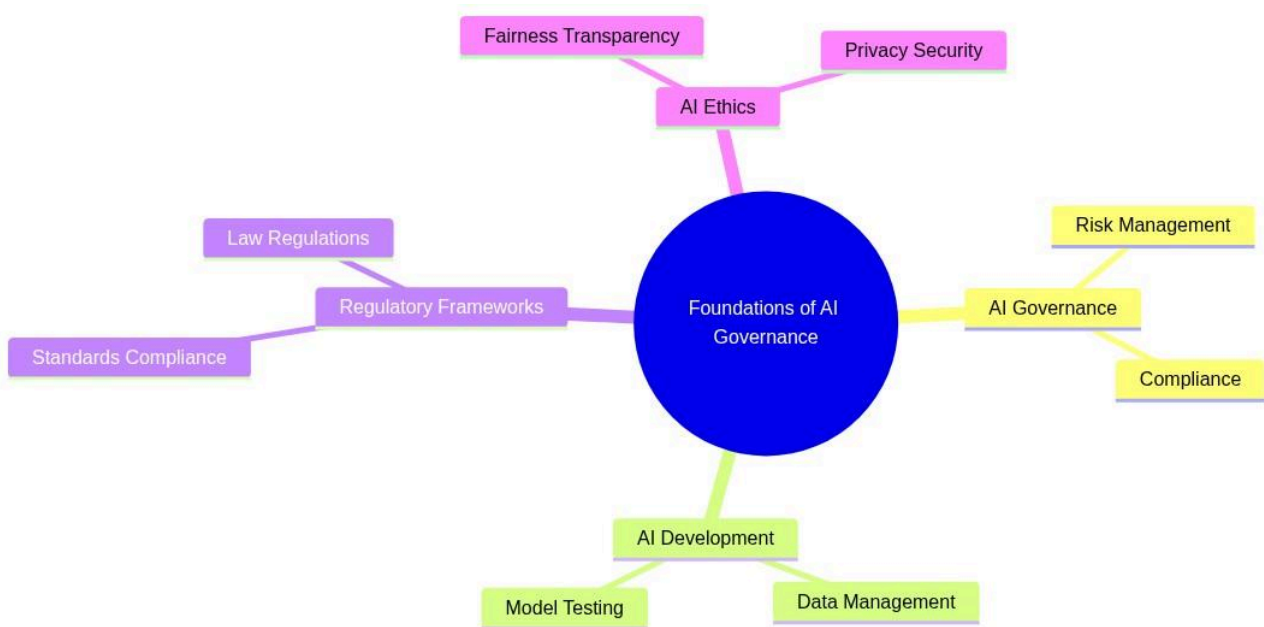 Fairness Transparency
Privacy Security
AI Ethics
Risk Management
Law Regulations
Regulatory Frameworks
Foundations of AI
Governance
AI Governance
Standards Compliance
Compliance
AI Development
Model Testing
Data Management